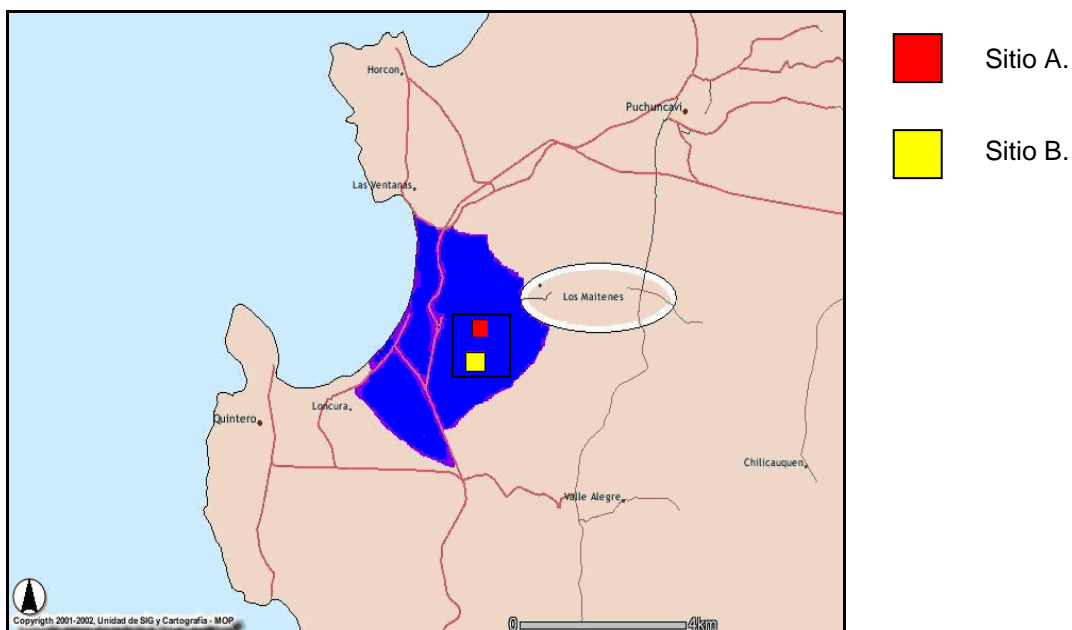 Horcon
Puchuncavi
Las Ventanas
Los Maitenes
Loncura
Quintero
Chilicauquen
Valle Alegre
Copyrigth 2001-2002, Unidad de SIG y Cartografia - MOP
0 4km
Sitio A.
Sitio B.